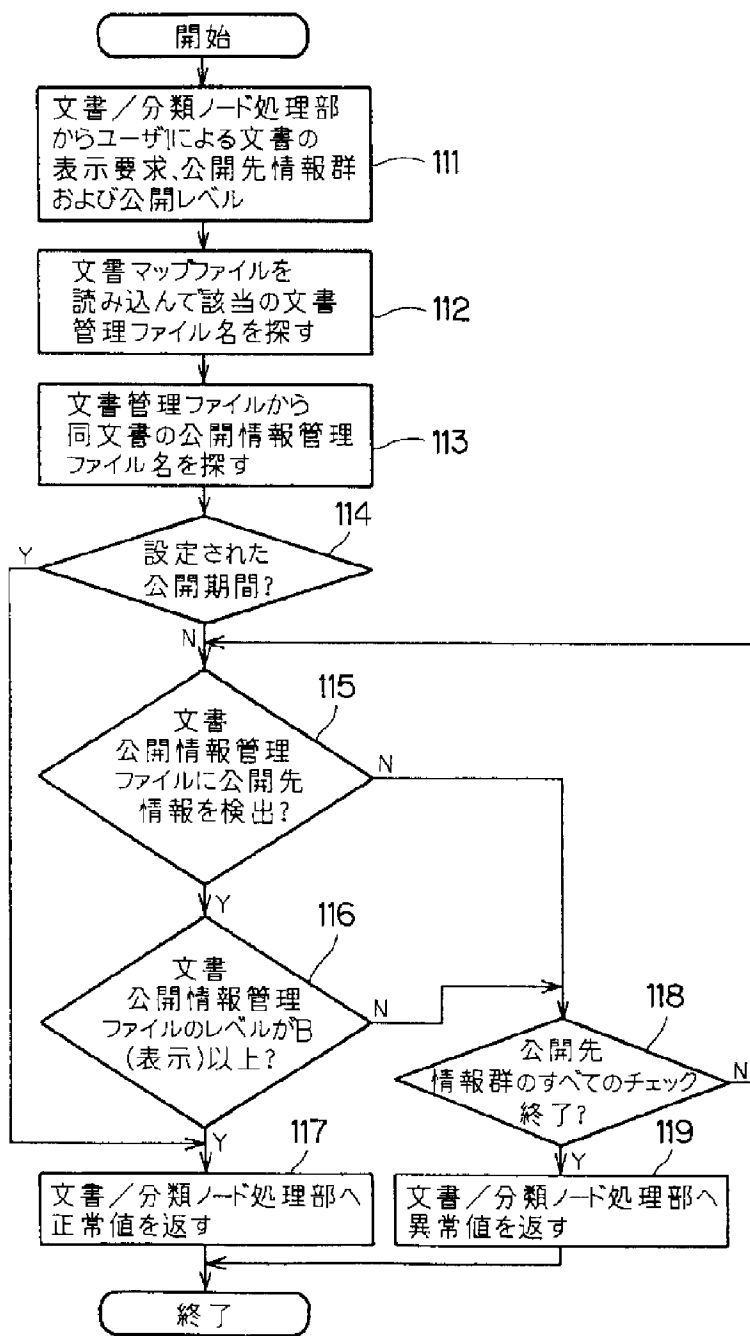 開始
文書／分類ノード処理部
からユーザ1による文書の
表示要求、公開先情報群
および公開レベル
111
文書マップファイルを
読み込んで該当の文書
管理ファイル名を探す
112
文書管理ファイルから
同文書の公開情報管理
ファイル名を探す
113
114
設定された
公開期間?
Y
N
115
文書
公開情報管理
ファイルに公開先
情報を検出?
N
Y
116
文書
公開情報管理
ファイルのレベルがB
(表示)以上?
N
Y
118
公開先
情報群のすべてのチェック
終了?
N
Y
117
文書／分類ノード処理部へ
正常値を返す
119
文書／分類ノード処理部へ
異常値を返す
終了